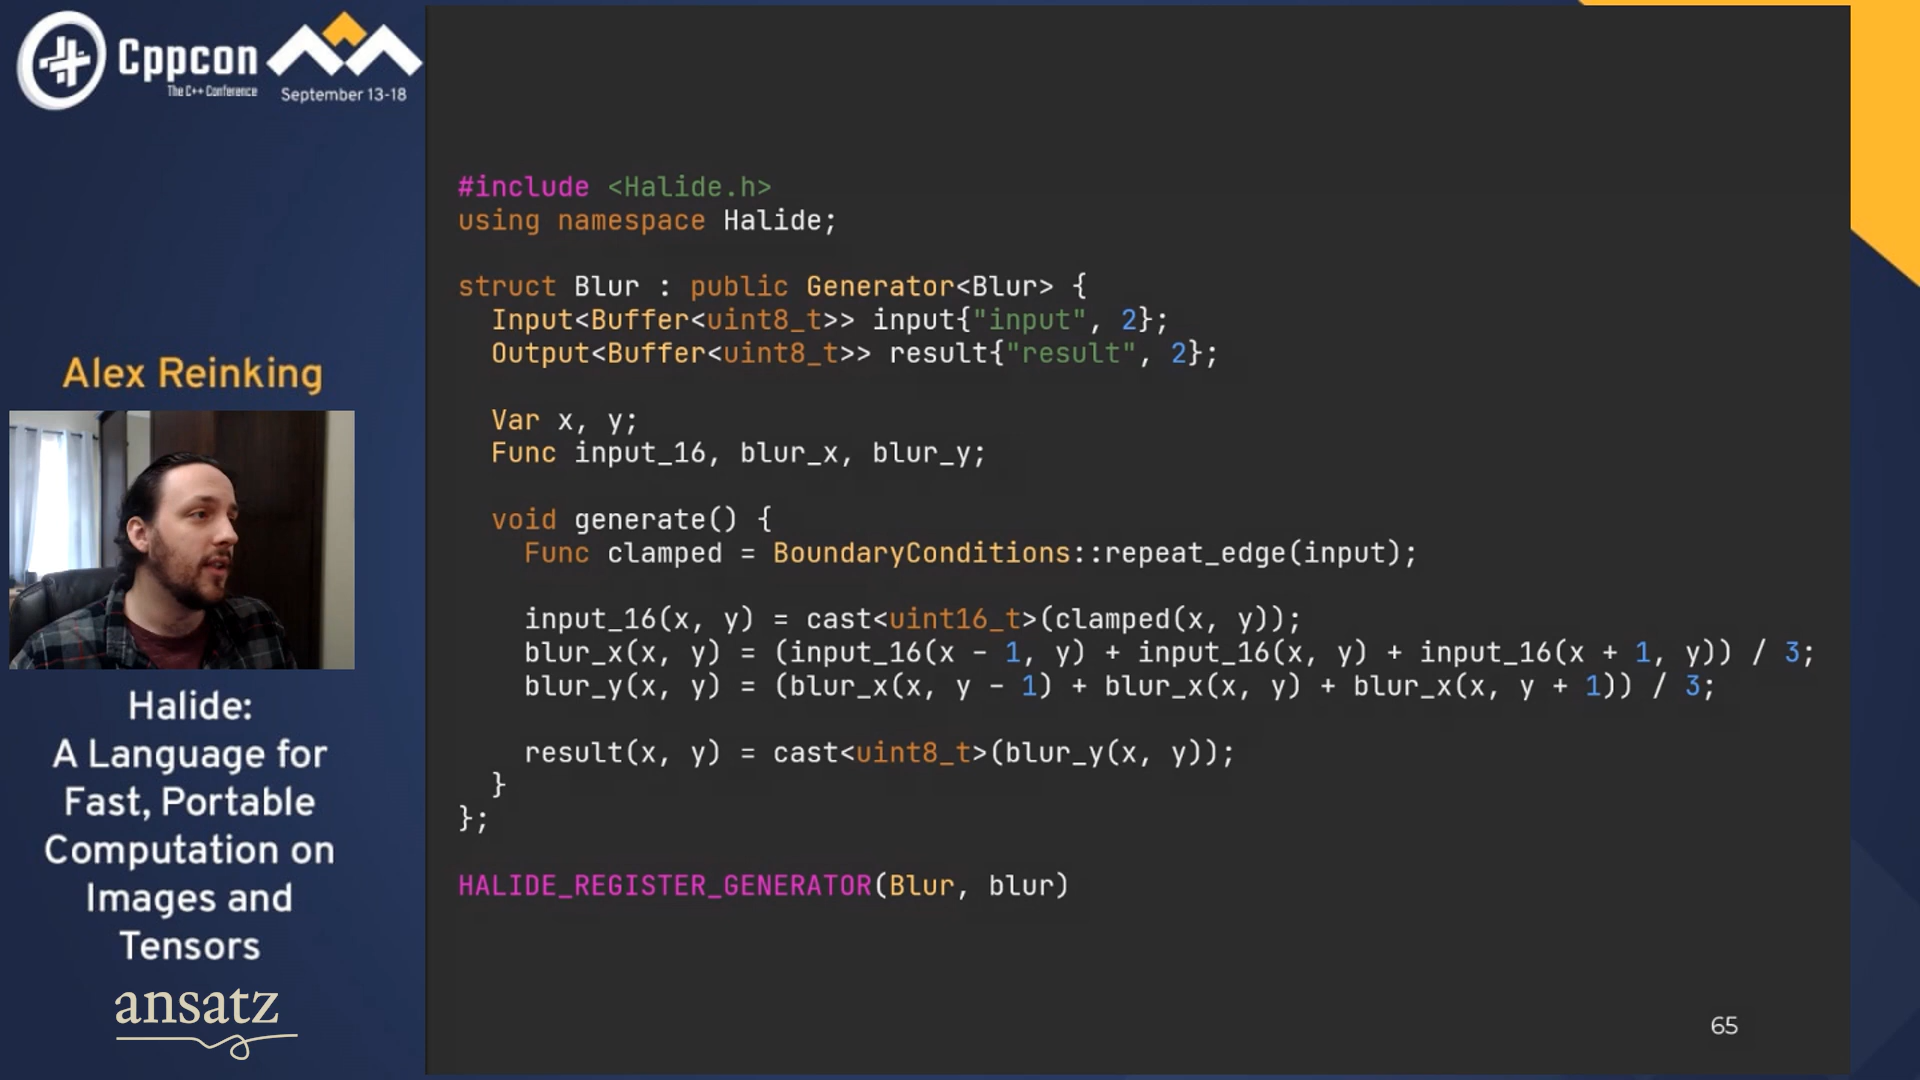 Cppcon
The C++ Conference
September 13-18
Alex Reinking
Halide:
A Language for
Fast, Portable
Computation on
Images and
Tensors
ansatz
#include <Halide.h>
using namespace Halide;
struct Blur : public Generator<Blur> {
Input<Buffer<uint8_t>> input{"input", 2};
Output<Buffer<uint8_t>> result{"result", 2};
Var x, y;
Func input_16, blur_x, blur_y;
void generate() {
Func clamped = BoundaryConditions::repeat_edge(input);
input_16(x, y) = cast<uint16_t>(clamped(x, y));
blur_x(x, y) = (input_16(x - 1, y) + input_16(x, y) + input_16(x + 1, y)) / 3;
blur_y(x, y) = (blur_x(x, y - 1) + blur_x(x, y) + blur_x(x, y + 1)) / 3;
result(x, y) = cast<uint8_t>(blur_y(x, y));
}
};
HALIDE_REGISTER_GENERATOR(Blur, blur)
65